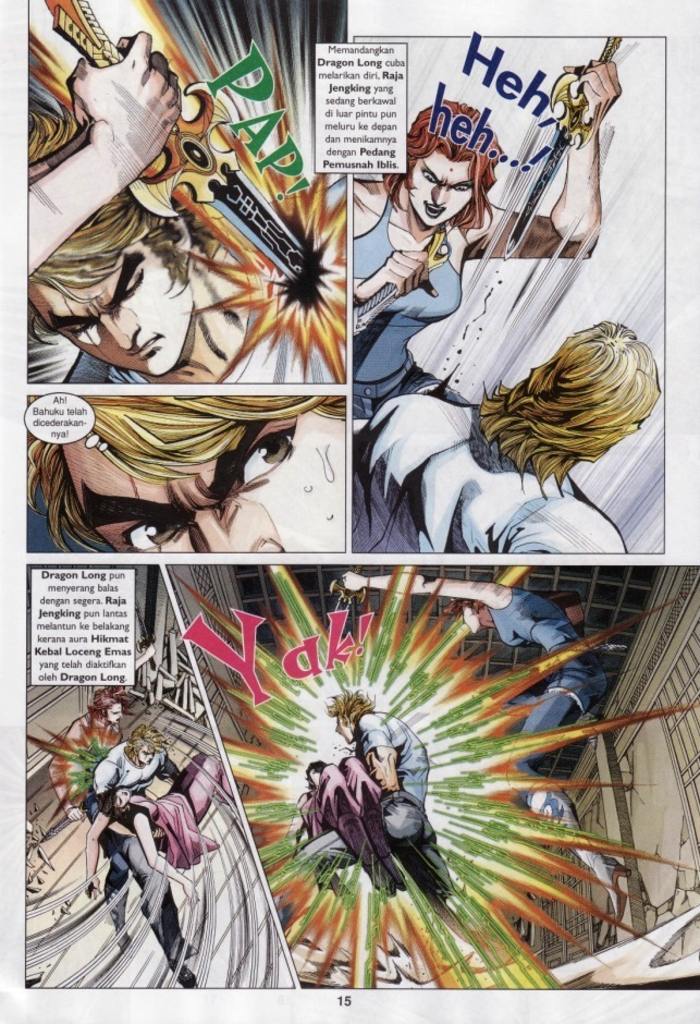 PAP!
Memandangkan
Dragon Long cuba
melarikan diri, Raja
Jengking yang
sedang berkawal
di luar pintu pun
meluru ke depan
dan menikamnya
dengan Pedang
Pemusnah Iblis.
Heh,
heh....!
Ah!
Bahuku telah
dicederakan-
nya!
Dragon Long pun
menyerang balas
dengan segera. Raja
Jengking pun lantas
melantun ke belakang
kerana aura Hikmat
Kebal Loceng Emas
yang telah diaktifkan
oleh Dragon Long.
Yak!
15